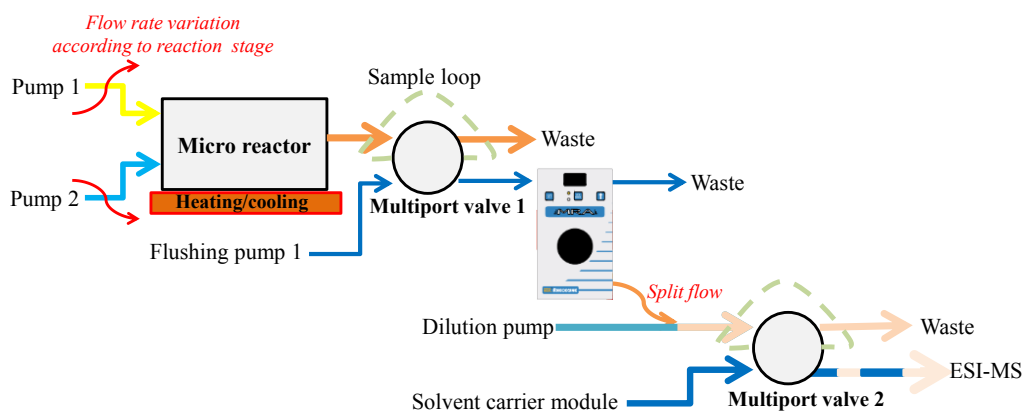 Flow rate variation
according to reaction stage
Pump 1
Sample loop
Micro reactor
Waste
Pump 2
Heating/cooling
Multiport valve 1
Waste
Flushing pump 1
Split flow
Dilution pump
Waste
ESI-MS
Solvent carrier module
Multiport valve 2